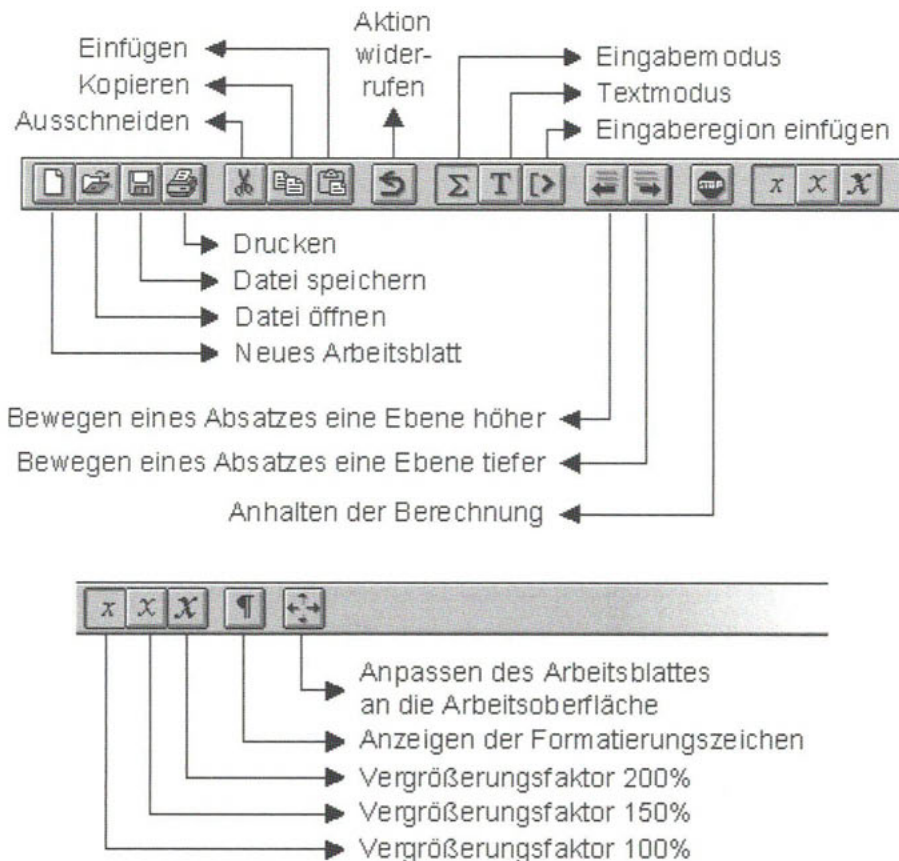 Aktion
wider-
rufen
Einfügen
Kopieren
Ausschneiden
Eingabemodus
Textmodus
Eingaberegion einfügen
Σ T [>
STOP
x x x
Drucken
Datei speichern
Datei öffnen
Neues Arbeitsblatt
Bewegen eines Absatzes eine Ebene höher
Bewegen eines Absatzes eine Ebene tiefer
Anhalten der Berechnung
x x x ¶
Anpassen des Arbeitsblattes
an die Arbeitsoberfläche
Anzeigen der Formatierungszeichen
Vergrößerungsfaktor 200%
Vergrößerungsfaktor 150%
Vergrößerungsfaktor 100%